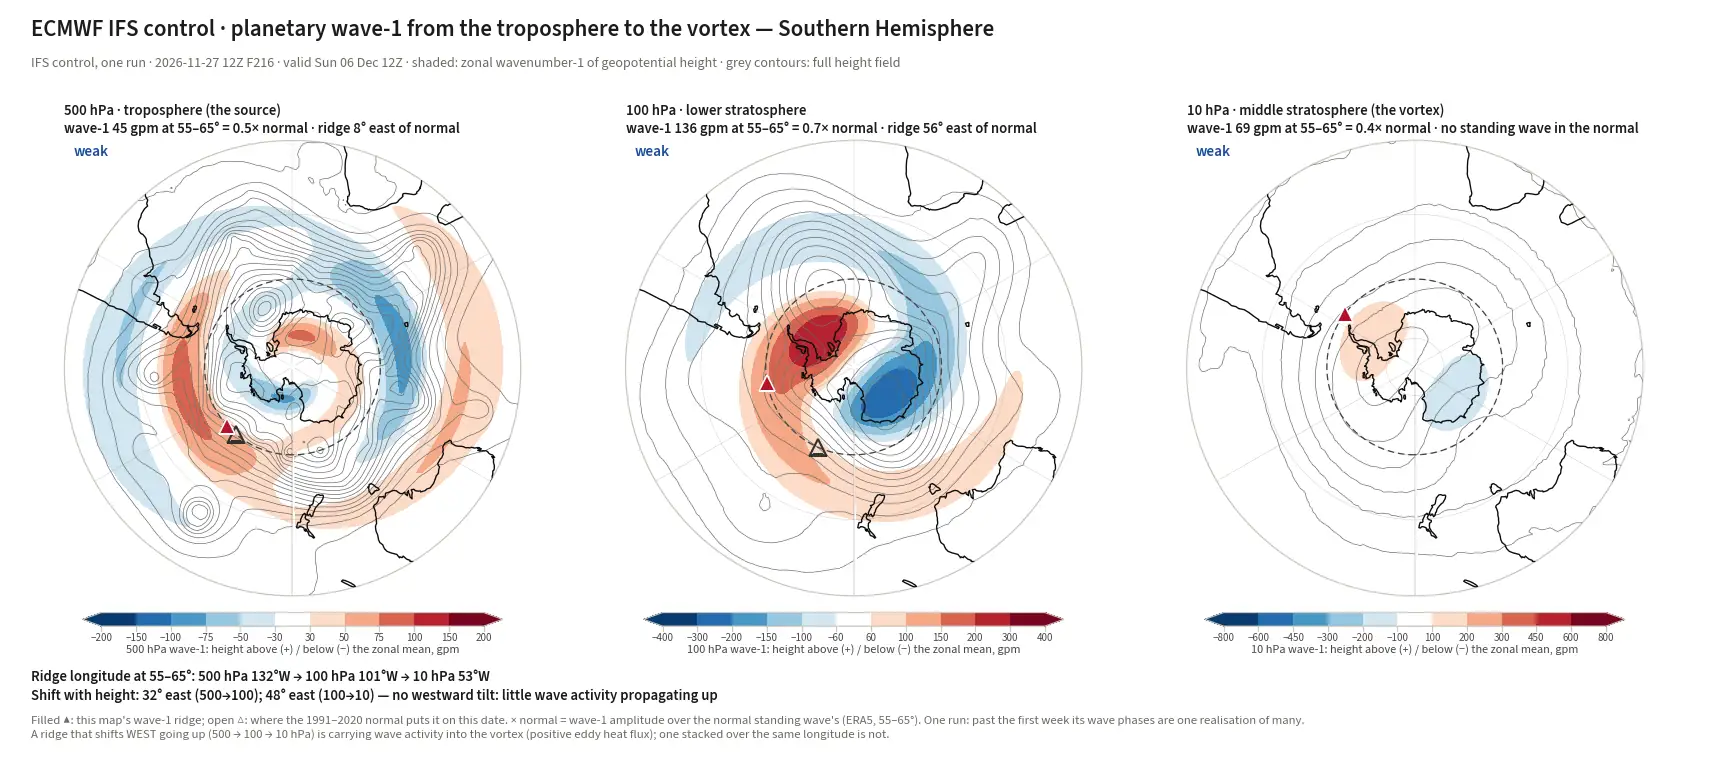 ECMWF IFS control · planetary wave-1 from the troposphere to the vortex — Southern Hemisphere
IFS control, one run · 2026-11-27 12Z F216 · valid Sun 06 Dec 12Z · shaded: zonal wavenumber-1 of geopotential height · grey contours: full height field
500 hPa · troposphere (the source)
wave-1 45 gpm at 55–65° = 0.5× normal · ridge 8° east of normal
weak
100 hPa · lower stratosphere
wave-1 136 gpm at 55–65° = 0.7× normal · ridge 56° east of normal
weak
10 hPa · middle stratosphere (the vortex)
wave-1 69 gpm at 55–65° = 0.4× normal · no standing wave in the normal
weak
−200 −150 −100 −75 −50 −30 30 50 75 100 150 200
500 hPa wave-1: height above (+) / below (−) the zonal mean, gpm
−400 −300 −200 −150 −100 −60 60 100 150 200 300 400
100 hPa wave-1: height above (+) / below (−) the zonal mean, gpm
−800 −600 −450 −300 −200 −100 100 200 300 450 600 800
10 hPa wave-1: height above (+) / below (−) the zonal mean, gpm
Ridge longitude at 55–65°: 500 hPa 132°W → 100 hPa 101°W → 10 hPa 53°W
Shift with height: 32° east (500→100); 48° east (100→10) — no westward tilt: little wave activity propagating up
Filled ▲: this map's wave-1 ridge; open △: where the 1991–2020 normal puts it on this date. × normal = wave-1 amplitude over the normal standing wave's (ERA5, 55–65°). One run: past the first week its wave phases are one realisation of many.
A ridge that shifts WEST going up (500 → 100 → 10 hPa) is carrying wave activity into the vortex (positive eddy heat flux); one stacked over the same longitude is not.